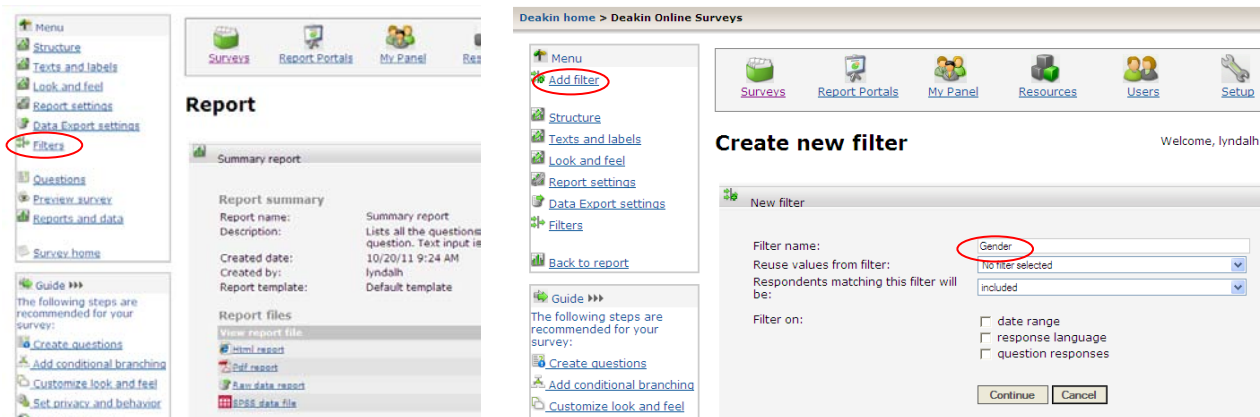 Menu
Structure
Texts and labels
Look and feel
Report settings
Data Export settings
Filters
Questions
Preview survey
Reports and data
Survey home
Guide
The following steps are
recommended for your
survey:
Create questions
Add conditional branching
Customize look and feel
Set privacy and behavior
Surveys
Report Portals
My Panel
Res
Report
Summary report
Report summary
Report name: Summary report
Description: Lists all the questions
question. Text input is
Created date: 10/20/11 9:24 AM
Created by: lyndalh
Report template: Default template
Report files
View report file
Html report
Pdf report
Raw data report
SPSS data file
Deakin home > Deakin Online Surveys
Menu
Add filter
Structure
Texts and labels
Look and feel
Report settings
Data Export settings
Filters
Back to report
Guide
The following steps are
recommended for your
survey:
Create questions
Add conditional branching
Customize look and feel
Surveys
Report Portals
My Panel
Resources
Users
Setup
Create new filter
Welcome, lyndalh
New filter
Filter name: Gender
Reuse values from filter: No filter selected
Respondents matching this filter will
be: included
Filter on: date range
response language
question responses
Continue Cancel